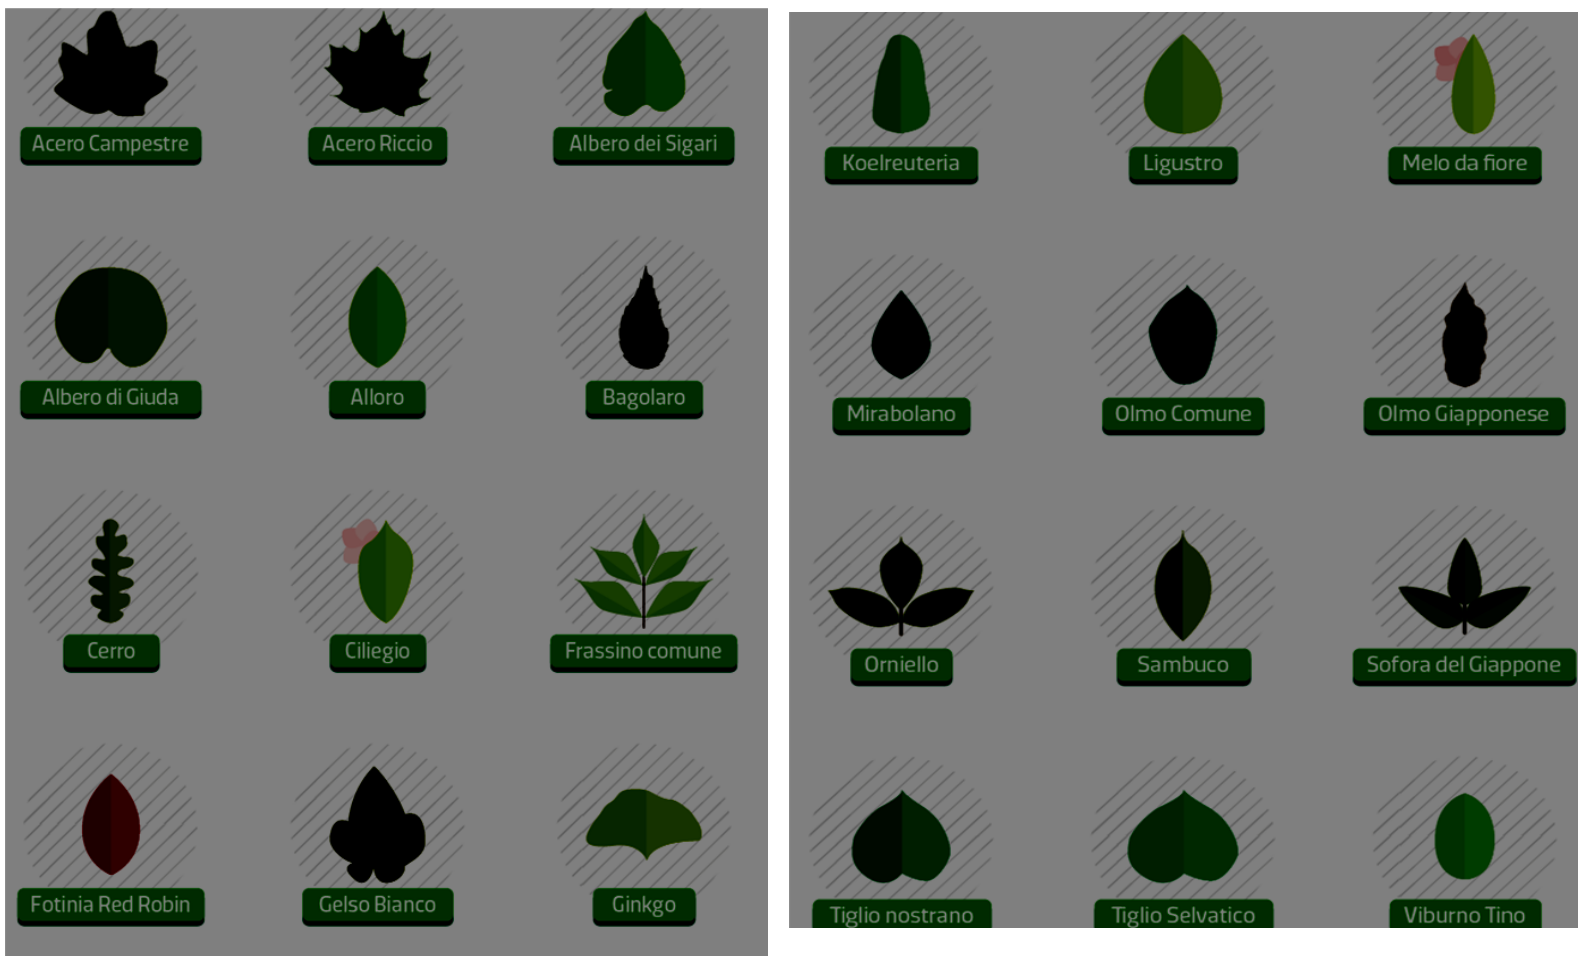 Acero Campestre
Acero Riccio
Albero dei Sigari
Albero di Giuda
Alloro
Bagolaro
Cerro
Ciliegio
Frassino comune
Fotinia Red Robin
Gelso Bianco
Ginkgo
Koelreuteria
Ligustro
Melo da fiore
Mirabolano
Olmo Comune
Olmo Giapponese
Orniello
Sambuco
Sofora del Giappone
Tiglio nostrano
Tiglio Selvatico
Viburno Tino